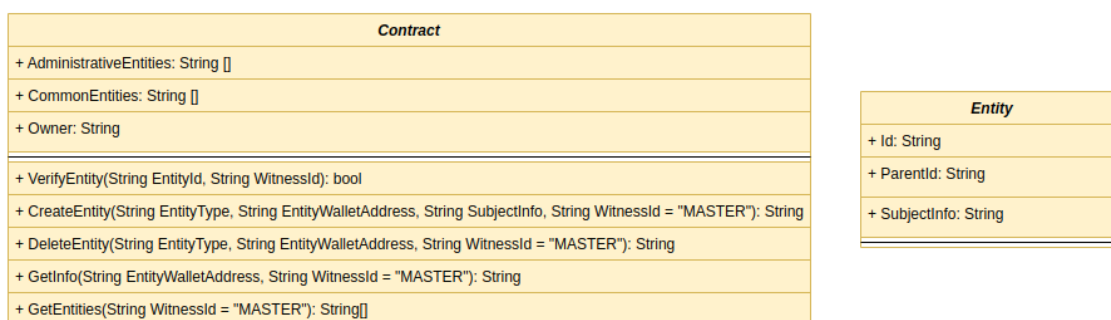 Contract
+ AdministrativeEntities: String []
+ CommonEntities: String []
+ Owner: String
+ VerifyEntity(String EntityId, String WitnessId): bool
+ CreateEntity(String EntityType, String EntityWalletAddress, String SubjectInfo, String WitnessId = "MASTER"): String
+ DeleteEntity(String EntityType, String EntityWalletAddress, String WitnessId = "MASTER"): String
+ GetInfo(String EntityWalletAddress, String WitnessId = "MASTER"): String
+ GetEntities(String WitnessId = "MASTER"): String[]
Entity
+ Id: String
+ ParentId: String
+ SubjectInfo: String